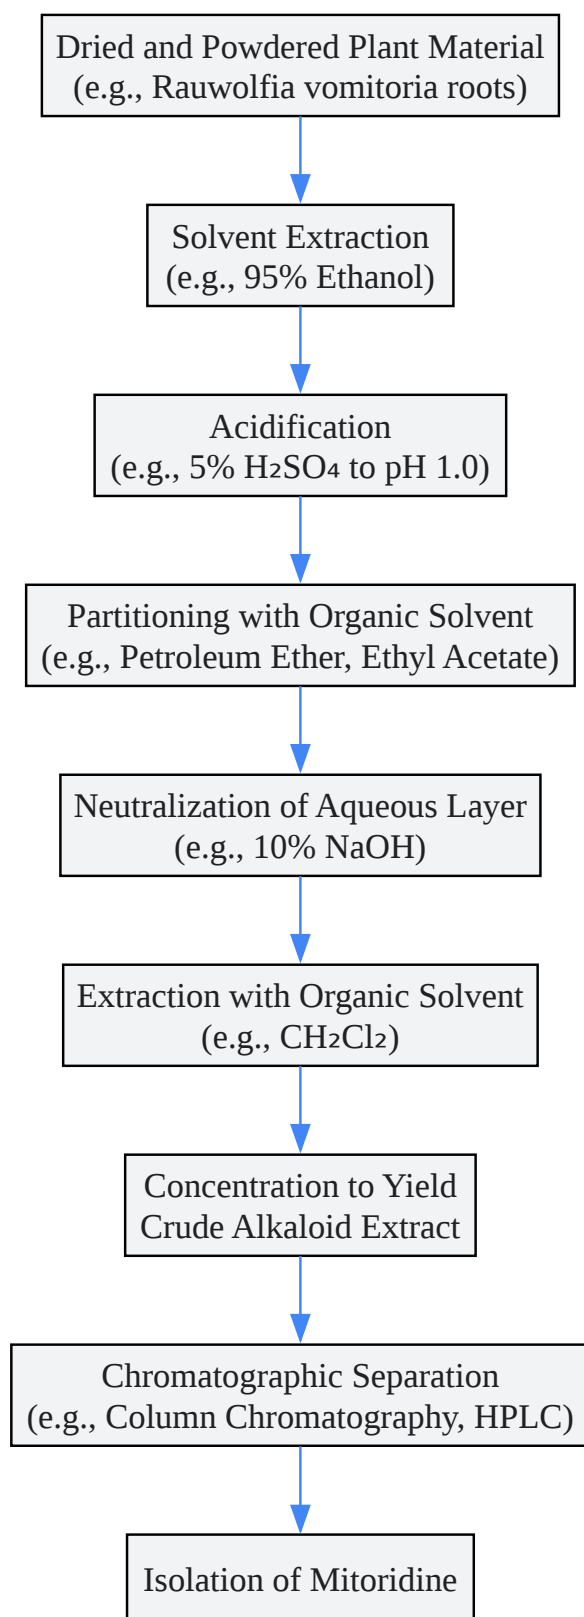 Dried and Powdered Plant Material
(e.g., Rauwolfia vomitoria roots)
Solvent Extraction
(e.g., 95% Ethanol)
Acidification
(e.g., 5% H₂SO₄ to pH 1.0)
Partitioning with Organic Solvent
(e.g., Petroleum Ether, Ethyl Acetate)
Neutralization of Aqueous Layer
(e.g., 10% NaOH)
Extraction with Organic Solvent
(e.g., CH₂Cl₂)
Concentration to Yield
Crude Alkaloid Extract
Chromatographic Separation
(e.g., Column Chromatography, HPLC)
Isolation of Mitoridine